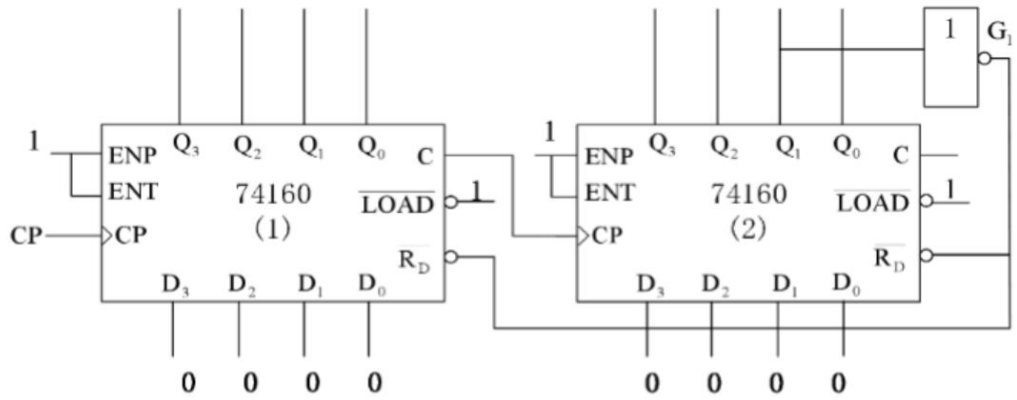 1 G₁
1 ENP Q₃ Q₂ Q₁ Q₀ C 1 ENP Q₃ Q₂ Q₁ Q₀ C
ENT 74160 LOAD 1 ENT 74160 LOAD 1
CP CP (1) CP (2)
R_D R_D
D₃ D₂ D₁ D₀ D₃ D₂ D₁ D₀
0 0 0 0 0 0 0 0